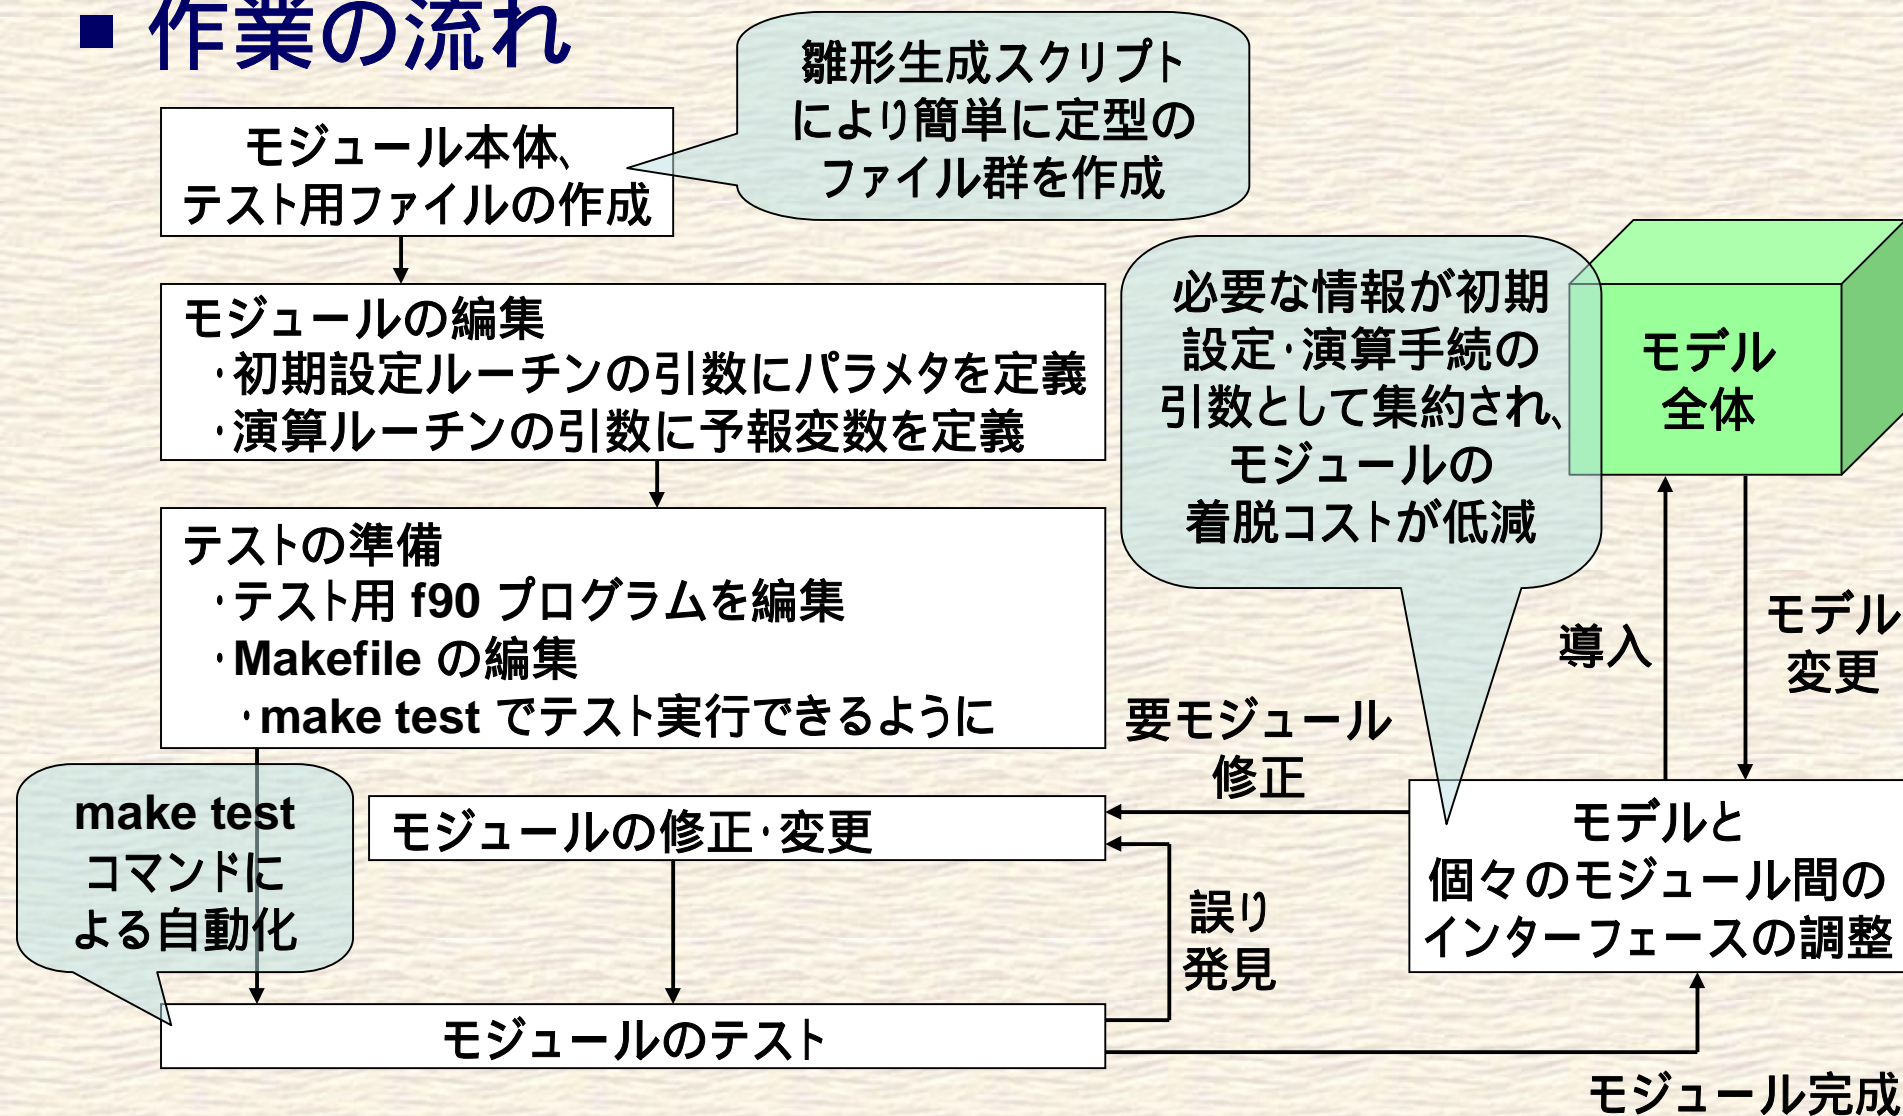 ■ 作業の流れ
雛形生成スクリプト
により簡単に定型の
ファイル群を作成
モジュール本体、
テスト用ファイルの作成
モジュールの編集
・初期設定ルーチンの引数にパラメタを定義
・演算ルーチンの引数に予報変数を定義
必要な情報が初期
設定・演算手続の
引数として集約され、
モジュールの
着脱コストが低減
モデル
全体
テストの準備
・テスト用 f90 プログラムを編集
・Makefile の編集
・make test でテスト実行できるように
導入
モデル
変更
要モジュール
修正
make test
コマンドに
よる自動化
モジュールの修正・変更
モデルと
個々のモジュール間の
インターフェースの調整
誤り
発見
モジュールのテスト
モジュール完成